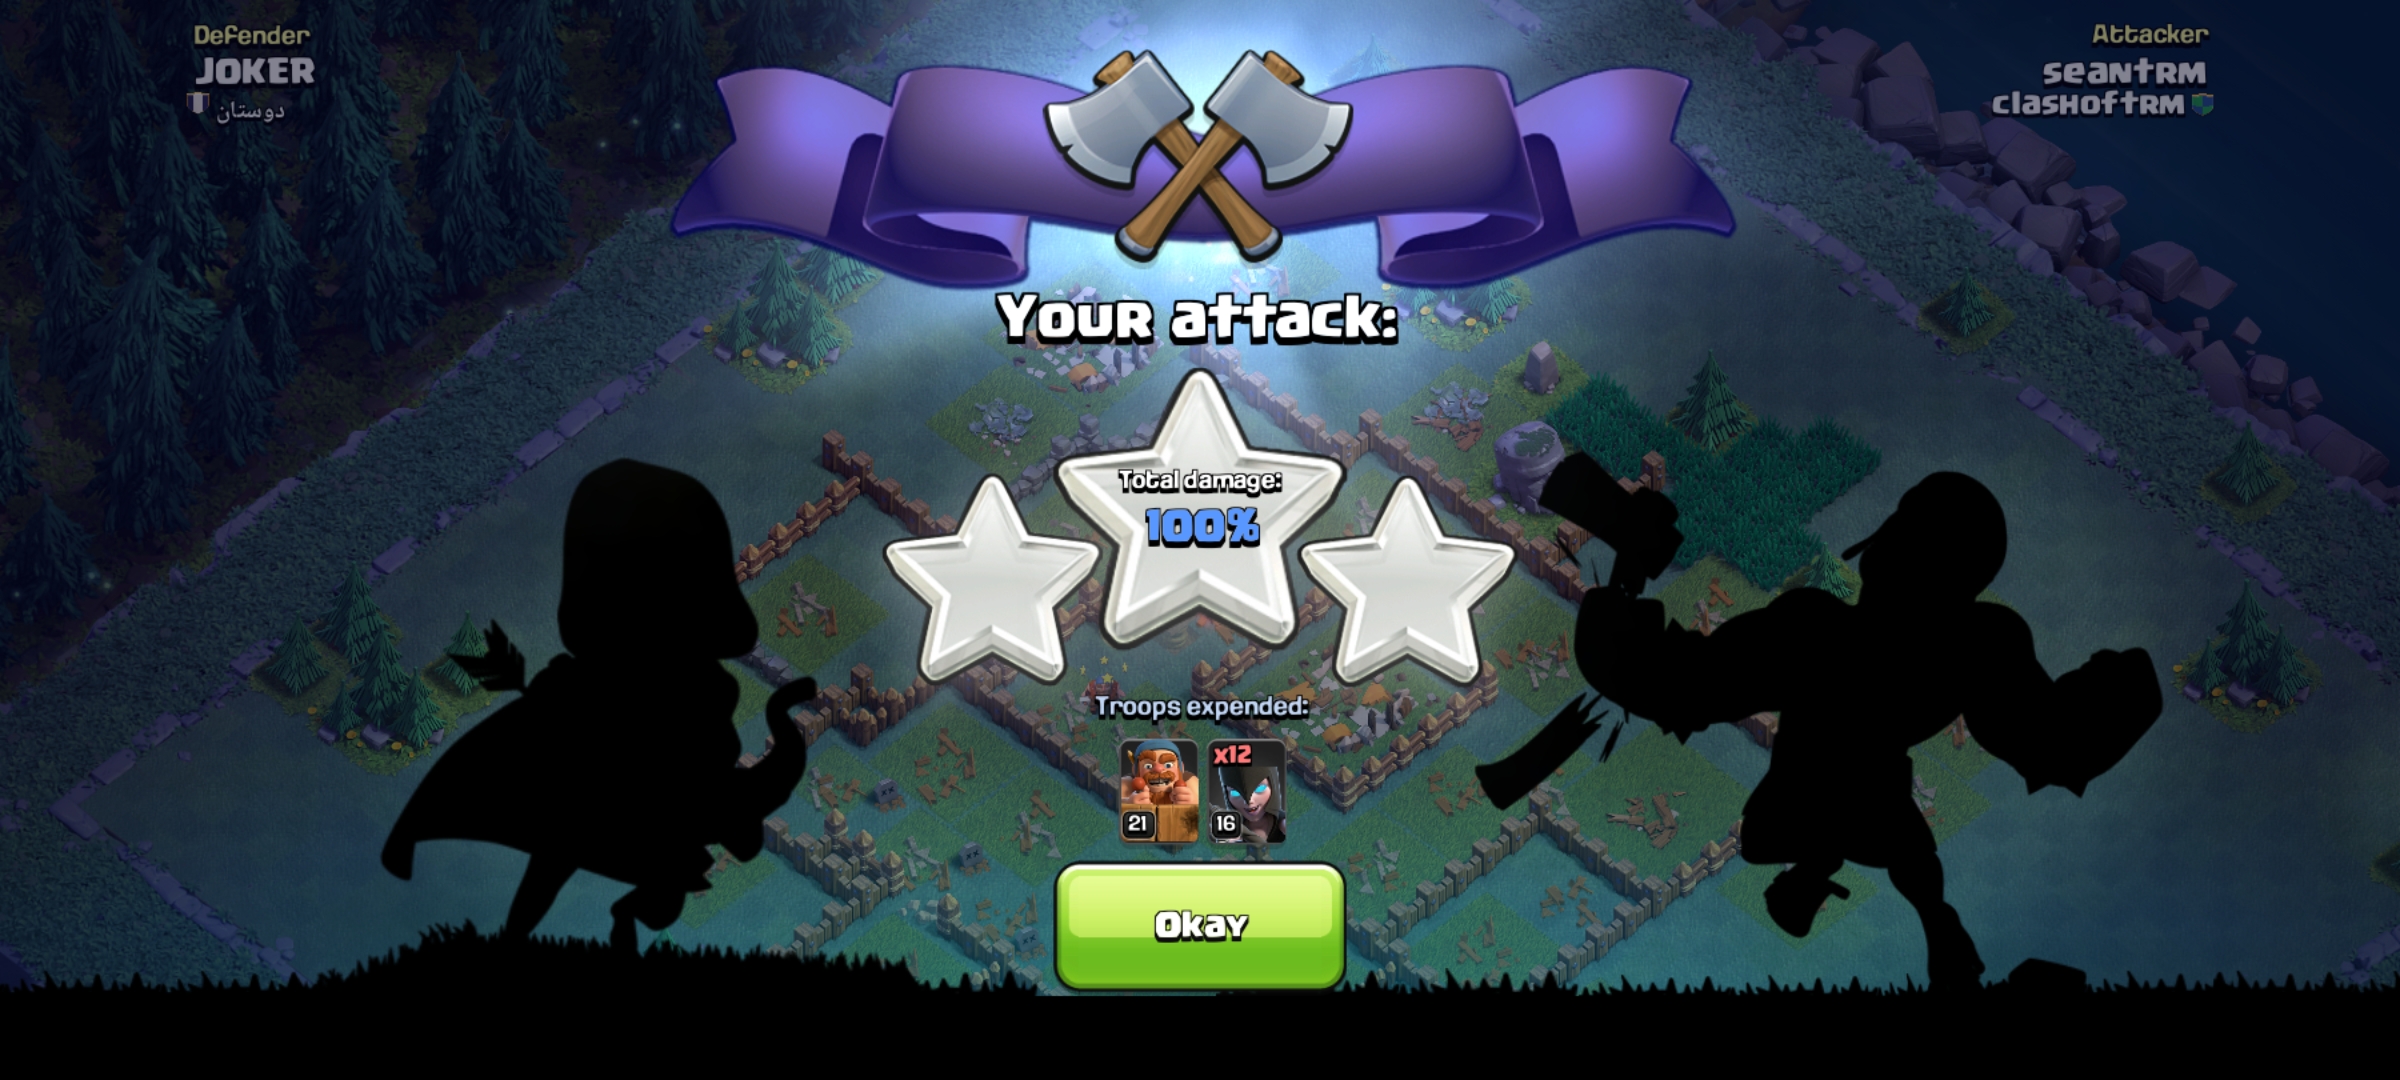 Defender
JOKER
دوستان
Attacker
seantRM
clashoftRM
Your attack:
Total damage:
100%
Troops expended:
21
x12
16
Okay